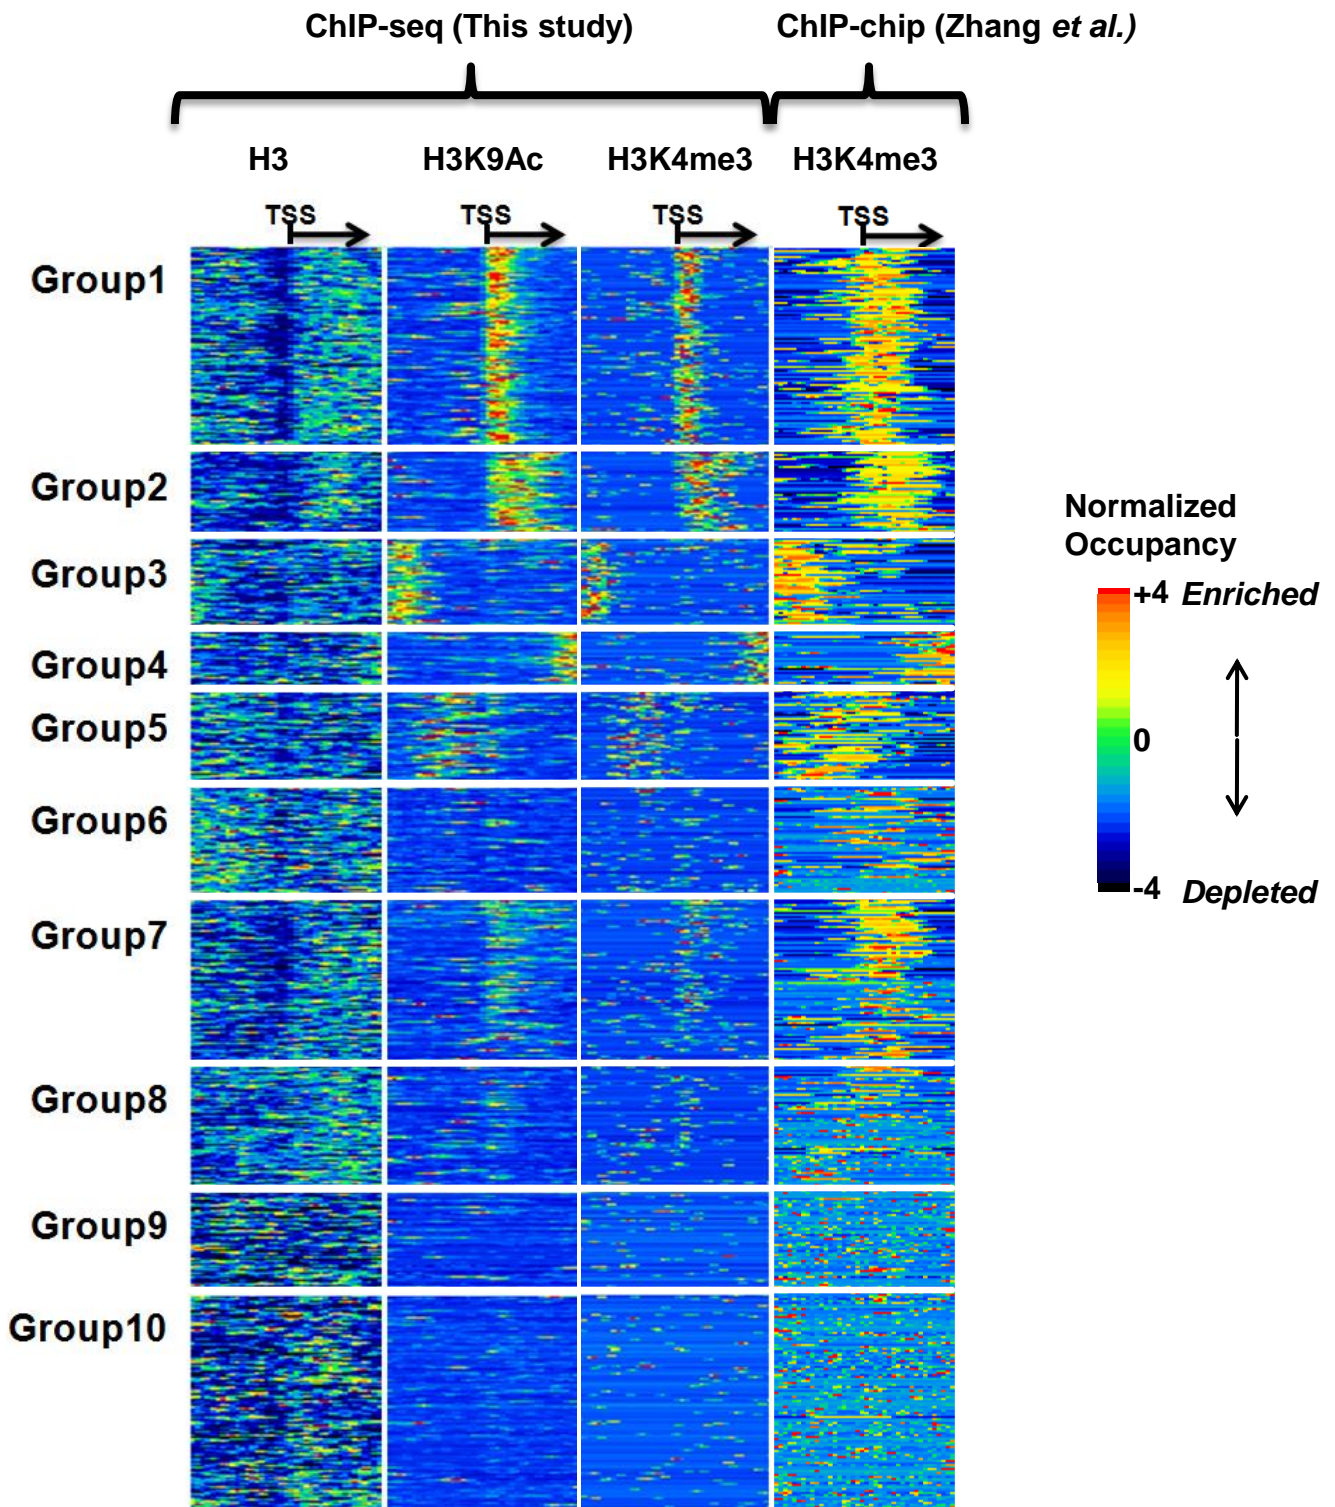 ChIP-seq (This study) ChIP-chip (Zhang et al.)
H3 H3K9Ac H3K4me3 H3K4me3
TSS TSS TSS TSS
Group1
Group2
Group3
Group4
Group5
Group6
Group7
Group8
Group9
Group10
Normalized
Occupancy
+4 Enriched
0
-4 Depleted